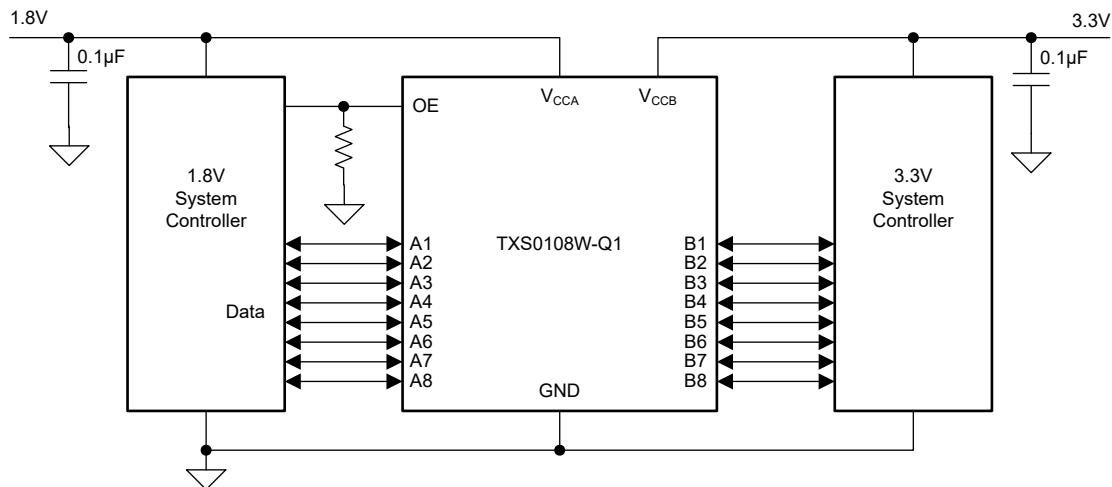 1.8V
3.3V
0.1µF
0.1µF
OE
VCCA
VCCB
1.8V
System
Controller
3.3V
System
Controller
TXS0108W-Q1
Data
A1
A2
A3
A4
A5
A6
A7
A8
B1
B2
B3
B4
B5
B6
B7
B8
GND